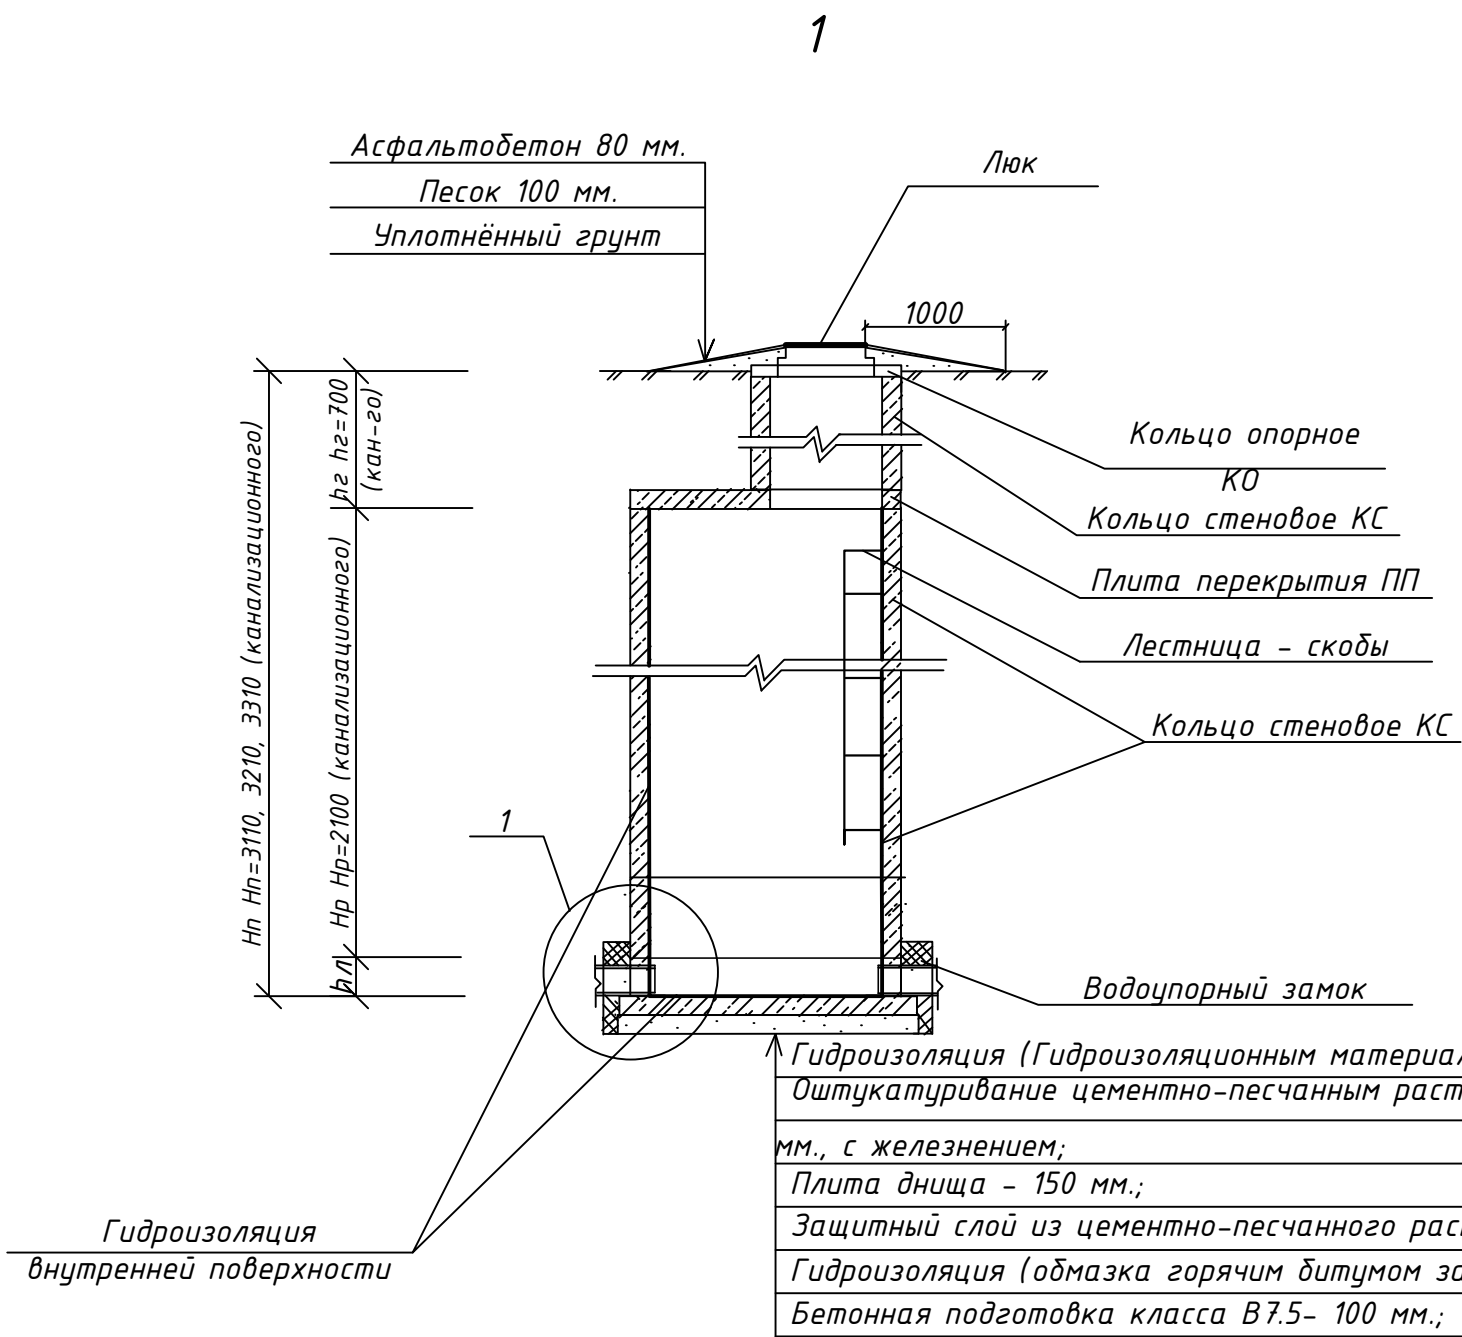 1
Асфальтобетон 80 мм.
Песок 100 мм.
Уплотнённый грунт
Люк
1000
Кольцо опорное
КО
Кольцо стеновое КС
Плита перекрытия ПП
Лестница - скобы
Кольцо стеновое КС
Нп Нп=3110, 3210, 3310 (канализационного)
hг hг=700
(кан-го)
Нр Нр=2100 (канализационного)
hл
1
Водоупорный замок
Гидроизоляция (Гидроизоляционным материал
Оштукатуривание цементно-песчанным раст
мм., с железнением;
Плита днища - 150 мм.;
Защитный слой из цементно-песчанного рас
Гидроизоляция (обмазка горячим битумом за
Бетонная подготовка класса В7.5- 100 мм.;
Гидроизоляция
внутренней поверхности